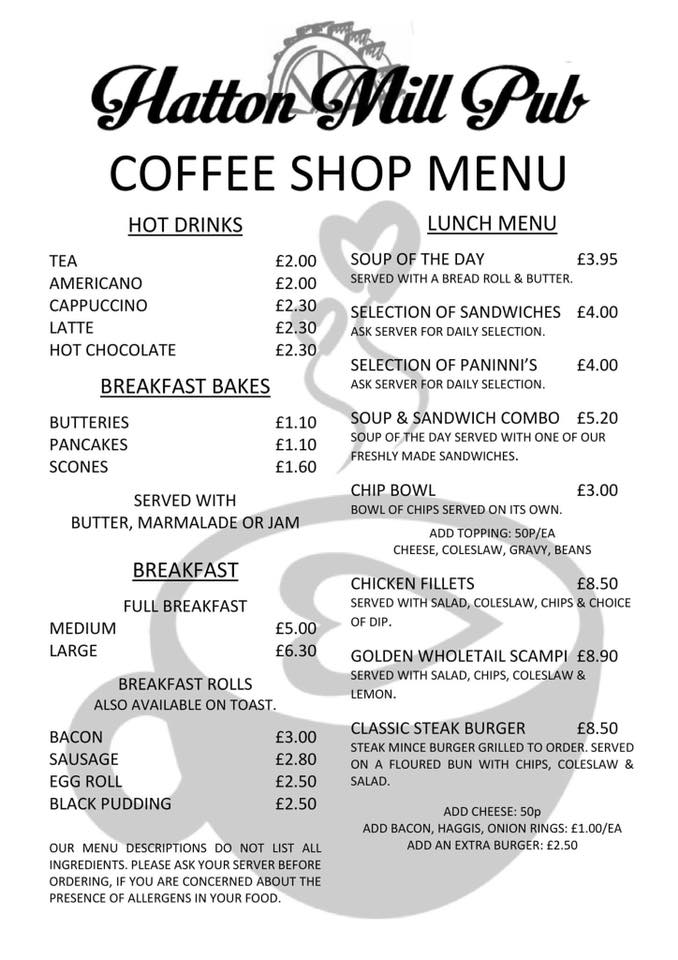 Hatton Mill Pub
COFFEE SHOP MENU
HOT DRINKS
TEA £2.00
AMERICANO £2.00
CAPPUCCINO £2.30
LATTE £2.30
HOT CHOCOLATE £2.30
BREAKFAST BAKES
BUTTERIES £1.10
PANCAKES £1.10
SCONES £1.60
SERVED WITH
BUTTER, MARMALADE OR JAM
BREAKFAST
FULL BREAKFAST
MEDIUM £5.00
LARGE £6.30
BREAKFAST ROLLS
ALSO AVAILABLE ON TOAST.
BACON £3.00
SAUSAGE £2.80
EGG ROLL £2.50
BLACK PUDDING £2.50
OUR MENU DESCRIPTIONS DO NOT LIST ALL
INGREDIENTS. PLEASE ASK YOUR SERVER BEFORE
ORDERING, IF YOU ARE CONCERNED ABOUT THE
PRESENCE OF ALLERGENS IN YOUR FOOD.
LUNCH MENU
SOUP OF THE DAY £3.95
SERVED WITH A BREAD ROLL & BUTTER.
SELECTION OF SANDWICHES £4.00
ASK SERVER FOR DAILY SELECTION.
SELECTION OF PANINNI'S £4.00
ASK SERVER FOR DAILY SELECTION.
SOUP & SANDWICH COMBO £5.20
SOUP OF THE DAY SERVED WITH ONE OF OUR
FRESHLY MADE SANDWICHES.
CHIP BOWL £3.00
BOWL OF CHIPS SERVED ON ITS OWN.
ADD TOPPING: 50P/EA
CHEESE, COLESLAW, GRAVY, BEANS
CHICKEN FILLETS £8.50
SERVED WITH SALAD, COLESLAW, CHIPS & CHOICE
OF DIP.
GOLDEN WHOLETAIL SCAMPI £8.90
SERVED WITH SALAD, CHIPS, COLESLAW &
LEMON.
CLASSIC STEAK BURGER £8.50
STEAK MINCE BURGER GRILLED TO ORDER. SERVED
ON A FLOURED BUN WITH CHIPS, COLESLAW &
SALAD.
ADD CHEESE: 50p
ADD BACON, HAGGIS, ONION RINGS: £1.00/EA
ADD AN EXTRA BURGER: £2.50